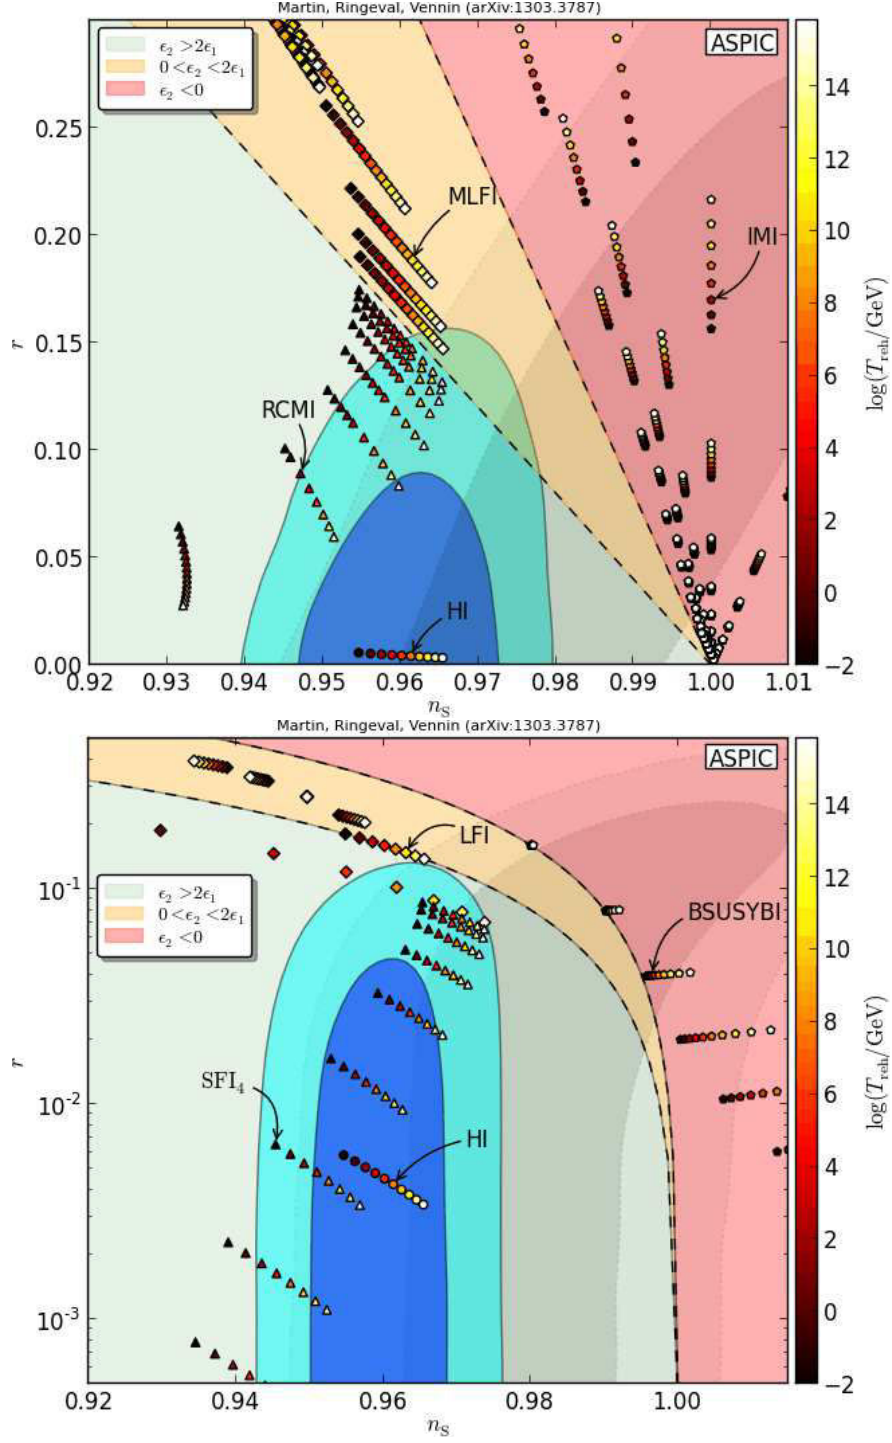 Martin, Ringeval, Vennin (arXiv:1303.3787)
ASPIC
ϵ₂ >2ϵ₁
0<ϵ₂ <2ϵ₁
ϵ₂ <0
MLFI
IMI
RCMI
HI
0.25
0.20
0.15
0.10
0.05
0.00
r
0.92 0.93 0.94 0.95 0.96 0.97 0.98 0.99 1.00 1.01
n_S
14
12
10
8
6
4
2
0
−2
log(T_reh/GeV)
Martin, Ringeval, Vennin (arXiv:1303.3787)
ASPIC
LFI
ϵ₂ >2ϵ₁
0<ϵ₂ <2ϵ₁
ϵ₂ <0
BSUSYBI
SFI₄
HI
10⁻¹
10⁻²
10⁻³
r
0.92 0.94 0.96 0.98 1.00
n_S
14
12
10
8
6
4
2
0
−2
log(T_reh/GeV)